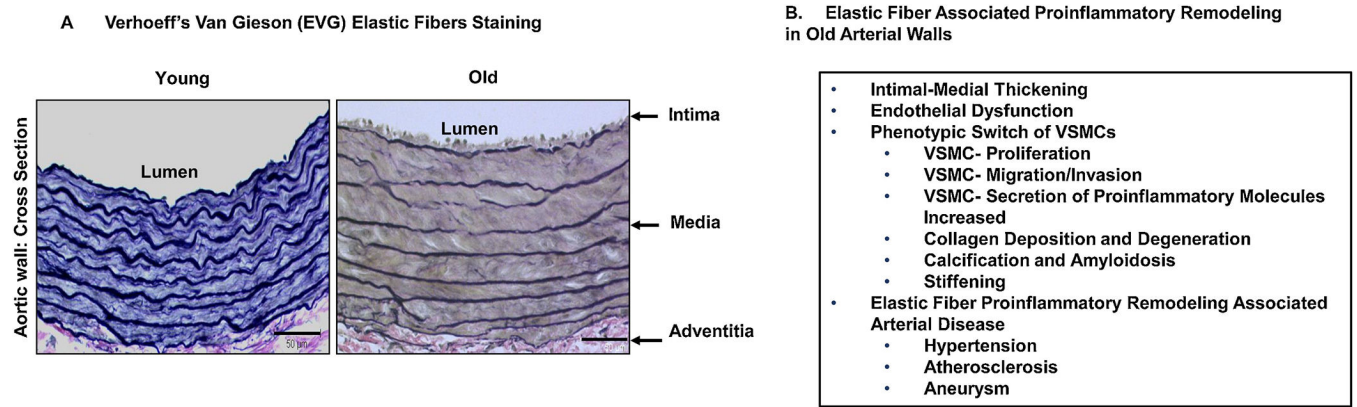 A Verhoeff's Van Gieson (EVG) Elastic Fibers Staining
Young
Old
Aortic wall: Cross Section
Lumen
50 μm
Lumen
Intima
Media
Adventitia
B. Elastic Fiber Associated Proinflammatory Remodeling
in Old Arterial Walls
• Intimal-Medial Thickening
• Endothelial Dysfunction
• Phenotypic Switch of VSMCs
• VSMC- Proliferation
• VSMC- Migration/Invasion
• VSMC- Secretion of Proinflammatory Molecules
Increased
• Collagen Deposition and Degeneration
• Calcification and Amyloidosis
• Stiffening
• Elastic Fiber Proinflammatory Remodeling Associated
Arterial Disease
• Hypertension
• Atherosclerosis
• Aneurysm